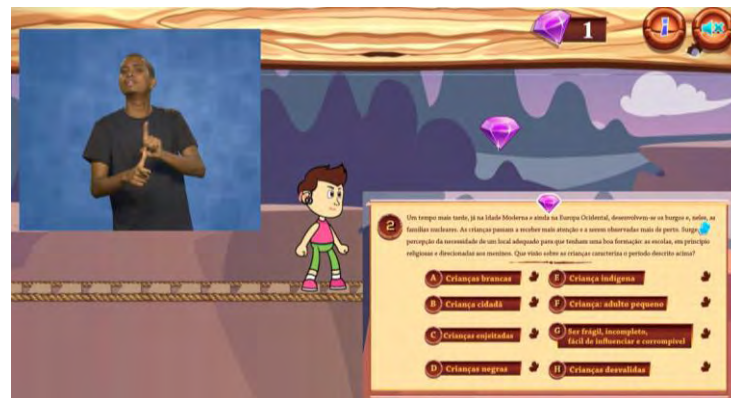 1
i
2
Um tempo mais tarde, já na Idade Moderna e ainda na Europa Ocidental, desenvolvem-se os burgos e, neles, as
famílias nucleares. As crianças passam a receber mais atenção e a serem observadas mais de perto. Surge a
percepção da necessidade de um local adequado para que tenham uma boa formação: as escolas, em princípio
religiosas e direcionadas aos meninos. Que visão sobre as crianças caracteriza o período descrito acima?
A Crianças brancas
B Criança cidadã
C Crianças enjeitadas
D Crianças negras
E Criança indígena
F Criança: adulto pequeno
G Ser frágil, incompleto,
fácil de influenciar e corrompível
H Crianças desvalidas